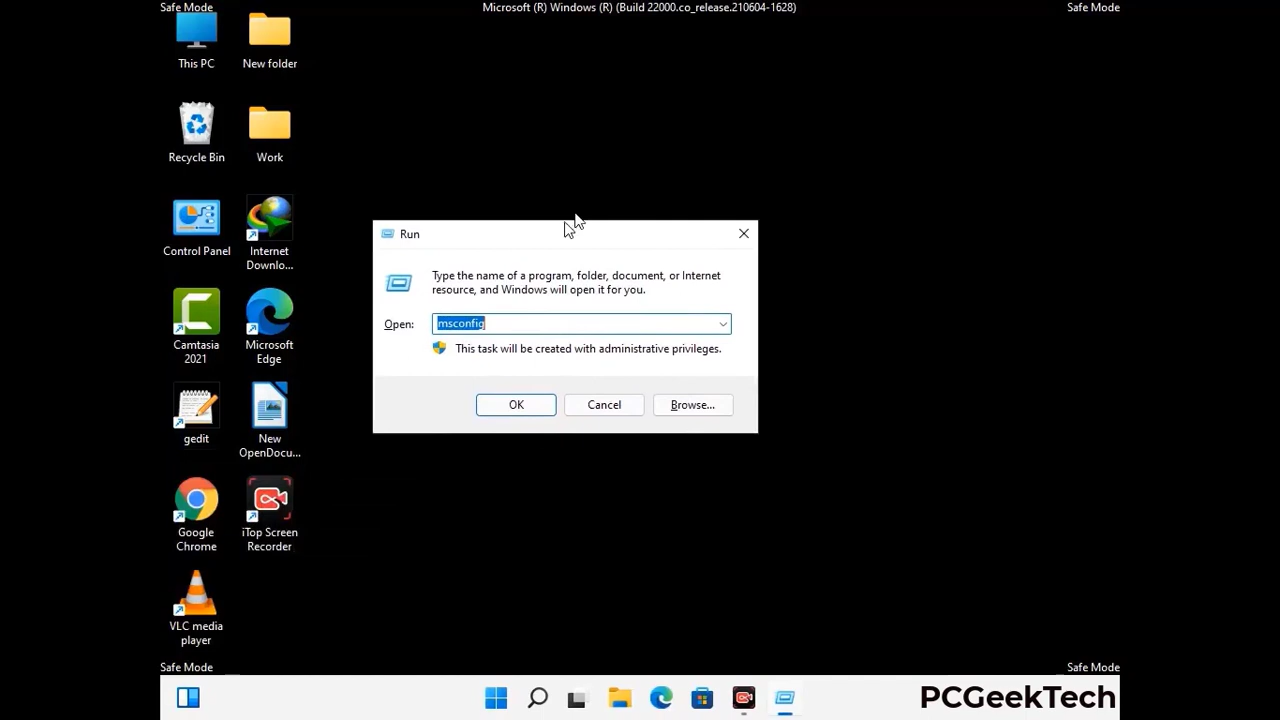 Safe Mode
Microsoft (R) Windows (R) (Build 22000.co_release.210604-1628)
Safe Mode
This PC
New folder
Recycle Bin
Work
Control Panel
Internet
Downlo...
Camtasia
2021
Microsoft
Edge
gedit
New
OpenDocu...
Google
Chrome
iTop Screen
Recorder
VLC media
player
Run
Type the name of a program, folder, document, or Internet
resource, and Windows will open it for you.
Open:
msconfig
This task will be created with administrative privileges.
OK
Cancel
Browse...
Safe Mode
Safe Mode
PCGeekTech